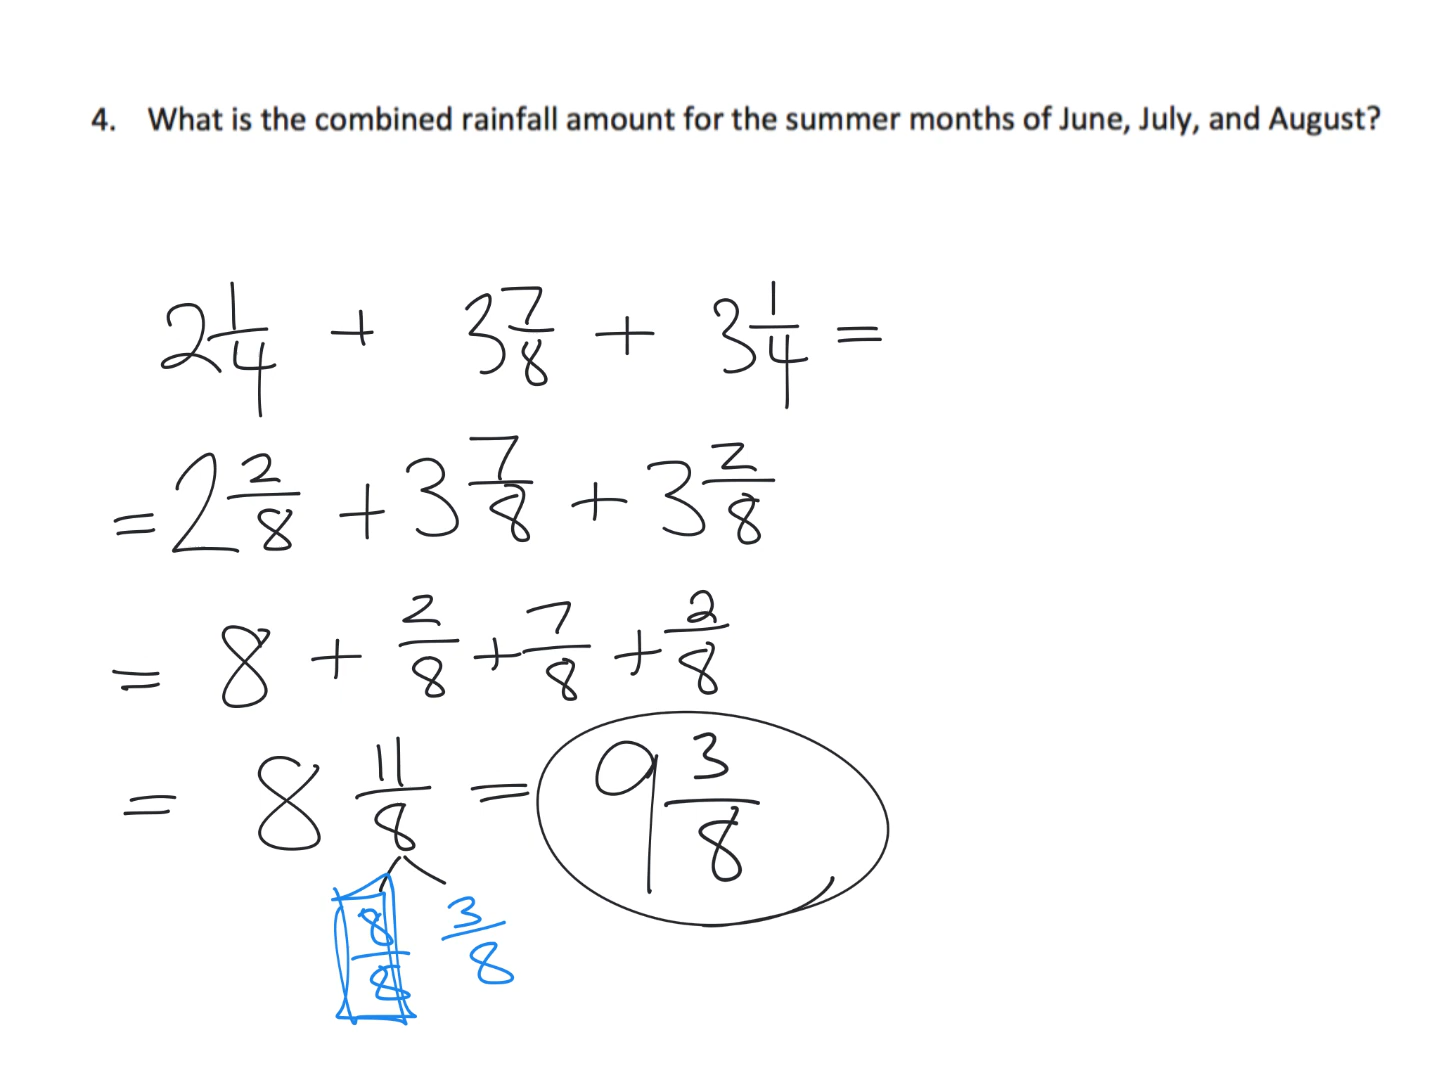 4. What is the combined rainfall amount for the summer months of June, July, and August?
2 1/4 + 3 7/8 + 3 1/4 =
= 2 2/8 + 3 7/8 + 3 2/8
= 8 + 2/8 + 7/8 + 2/8
= 8 11/8 = 9 3/8
8/8 3/8